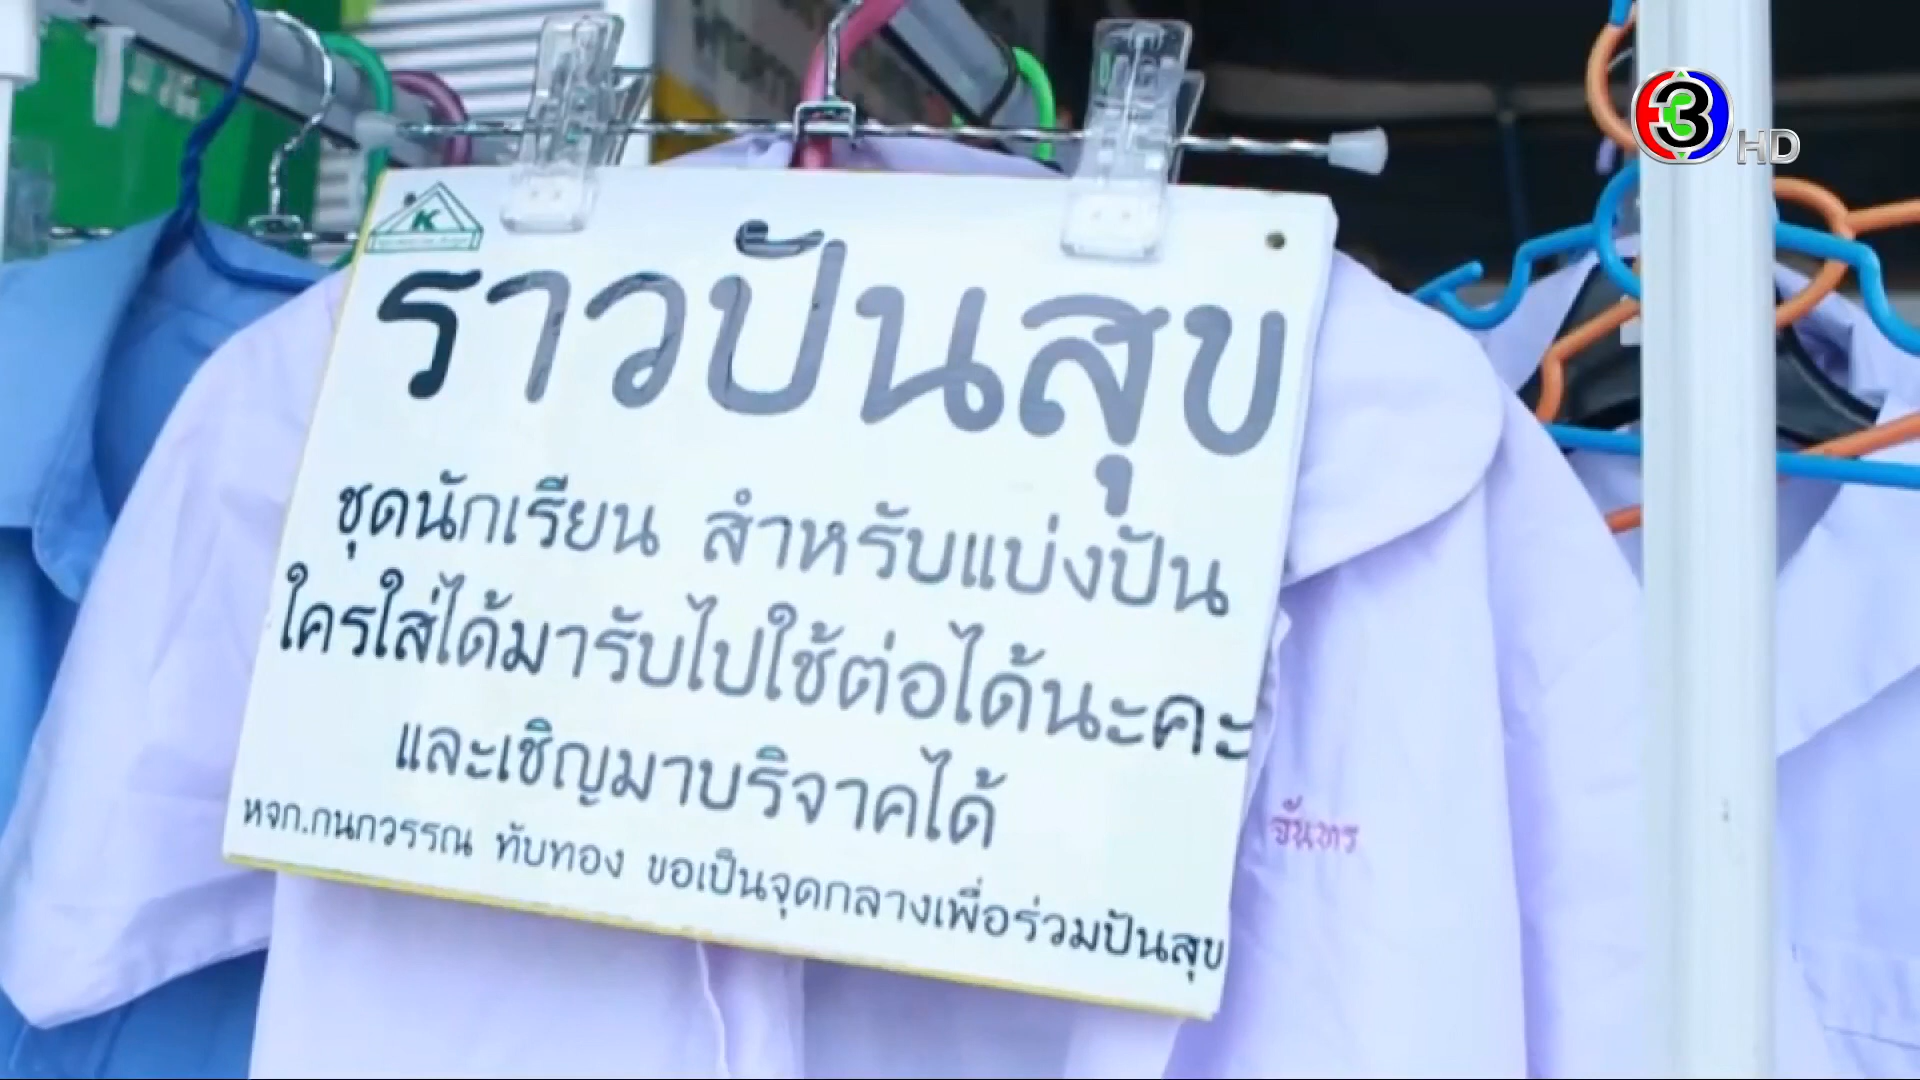 3 HD
K
ราวปันสุข
ชุดนักเรียน สำหรับแบ่งปัน
ใครใส่ได้มารับไปใช้ต่อได้นะคะ
และเชิญมาบริจาคได้
หจก.กนกวรรณ ทับทอง ขอเป็นจุดกลางเพื่อร่วมปันสุข
จันทร